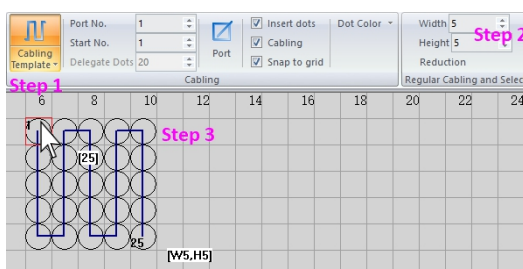 Port No. 1
Start No. 1
Delegate Dots 20
Cabling Template
Port
Insert dots
Cabling
Snap to grid
Dot Color
Width 5
Height 5
Reduction
Step 2
Cabling
Regular Cabling and Selec
Step 1
6 8 10 12 14 16 18 20 22 24
1
Step 3
[25]
25
[W5,H5]